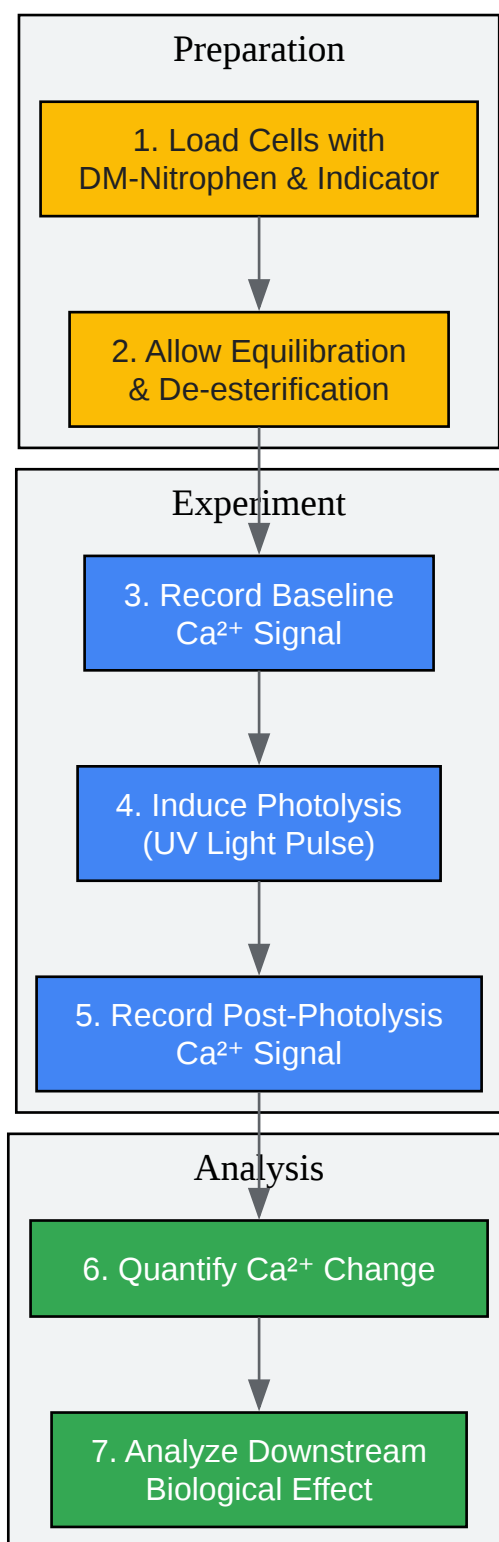 Preparation
1. Load Cells with
DM-Nitrophen & Indicator
2. Allow Equilibration
& De-esterification
Experiment
3. Record Baseline
Ca²⁺ Signal
4. Induce Photolysis
(UV Light Pulse)
5. Record Post-Photolysis
Ca²⁺ Signal
Analysis
6. Quantify Ca²⁺ Change
7. Analyze Downstream
Biological Effect